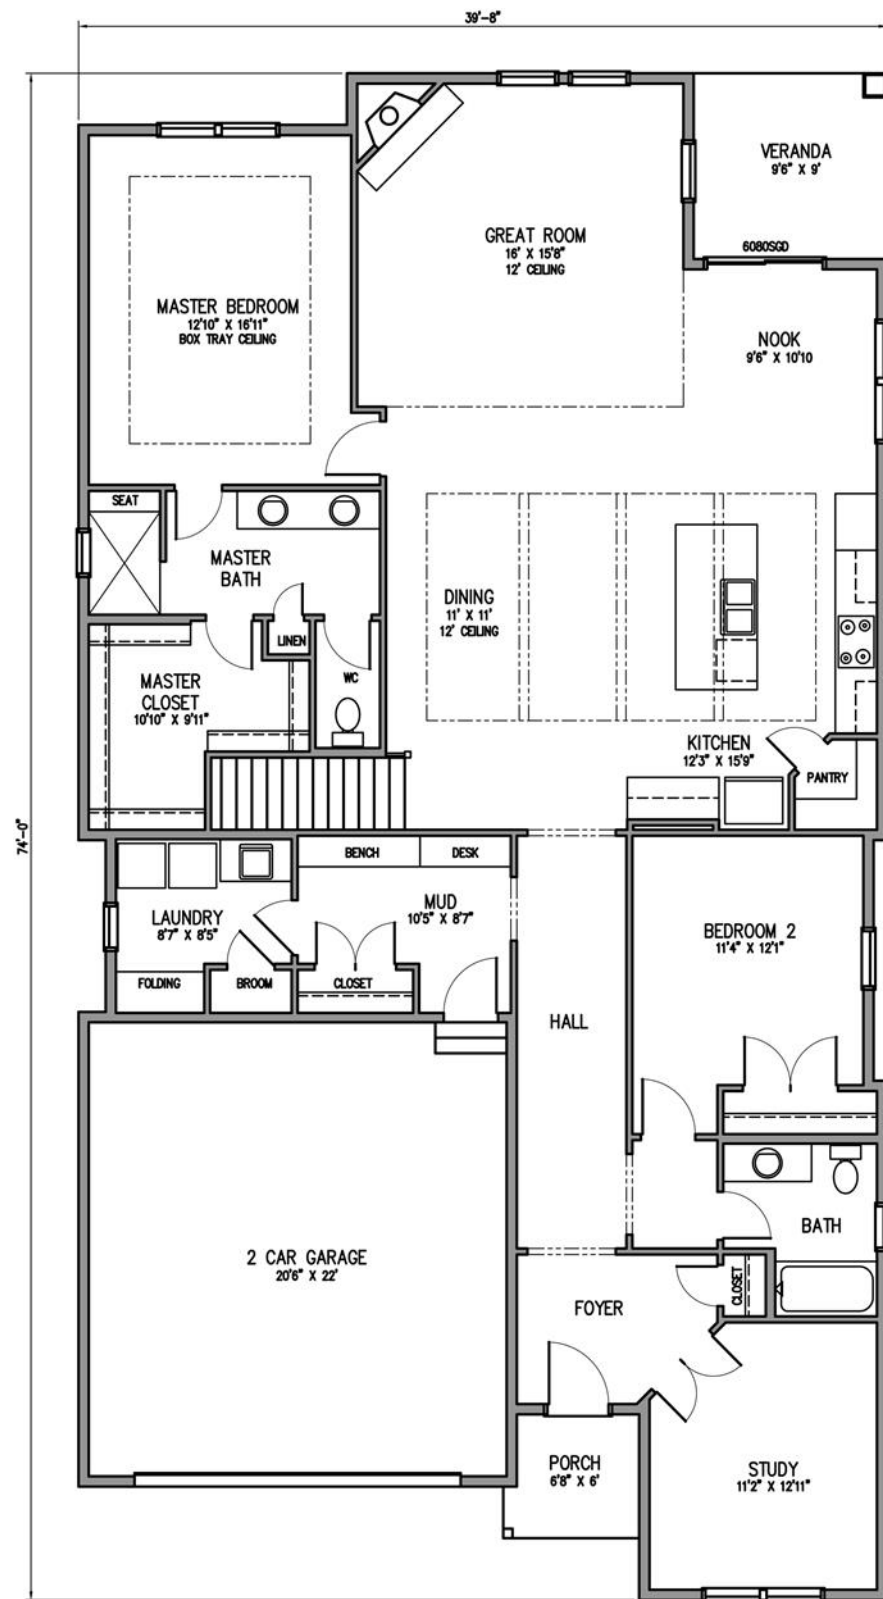 39'-8"
VERANDA
9'6" X 9'
GREAT ROOM
16' X 15'8"
12' CEILING
6080SGD
MASTER BEDROOM
12'10" X 16'11"
BOX TRAY CEILING
NOOK
9'6" X 10'10
SEAT
MASTER
BATH
DINING
11' X 11'
12' CEILING
LINEN
WC
MASTER
CLOSET
10'10" X 9'11"
KITCHEN
12'3" X 15'9"
PANTRY
74'-0"
BENCH
DESK
LAUNDRY
8'7" X 8'5"
MUD
10'5" X 8'7"
BEDROOM 2
11'4" X 12'1"
FOLDING
BROOM
CLOSET
HALL
BATH
2 CAR GARAGE
20'6" X 22'
CLOSET
FOYER
PORCH
6'8" X 6'
STUDY
11'2" X 12'11"